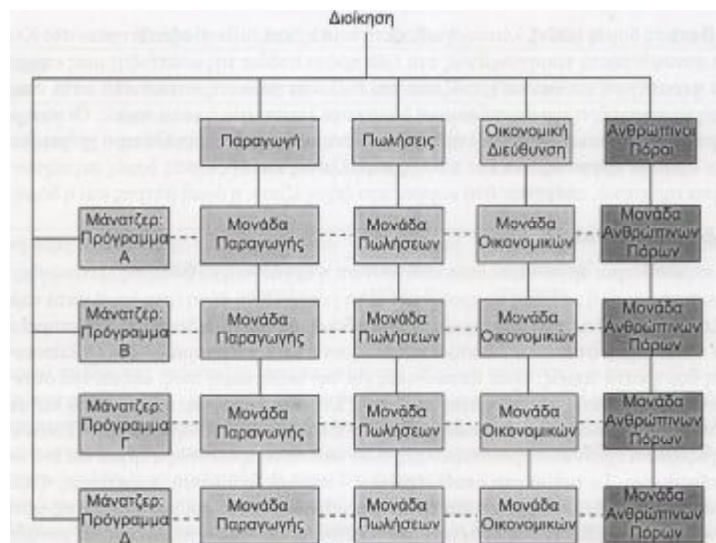 Διοίκηση
Παραγωγή
Πωλήσεις
Οικονομική
Διεύθυνση
Ανθρώπινοι
Πόροι
Μάνατζερ:
Πρόγραμμα
Α
Μονάδα
Παραγωγής
Μονάδα
Πωλήσεων
Μονάδα
Οικονομικών
Μονάδα
Ανθρώπινων
Πόρων
Μάνατζερ:
Πρόγραμμα
Β
Μονάδα
Παραγωγής
Μονάδα
Πωλήσεων
Μονάδα
Οικονομικών
Μονάδα
Ανθρώπινων
Πόρων
Μάνατζερ:
Πρόγραμμα
Γ
Μονάδα
Παραγωγής
Μονάδα
Πωλήσεων
Μονάδα
Οικονομικών
Μονάδα
Ανθρώπινων
Πόρων
Μάνατζερ:
Πρόγραμμα
Δ
Μονάδα
Παραγωγής
Μονάδα
Πωλήσεων
Μονάδα
Οικονομικών
Μονάδα
Ανθρώπινων
Πόρων